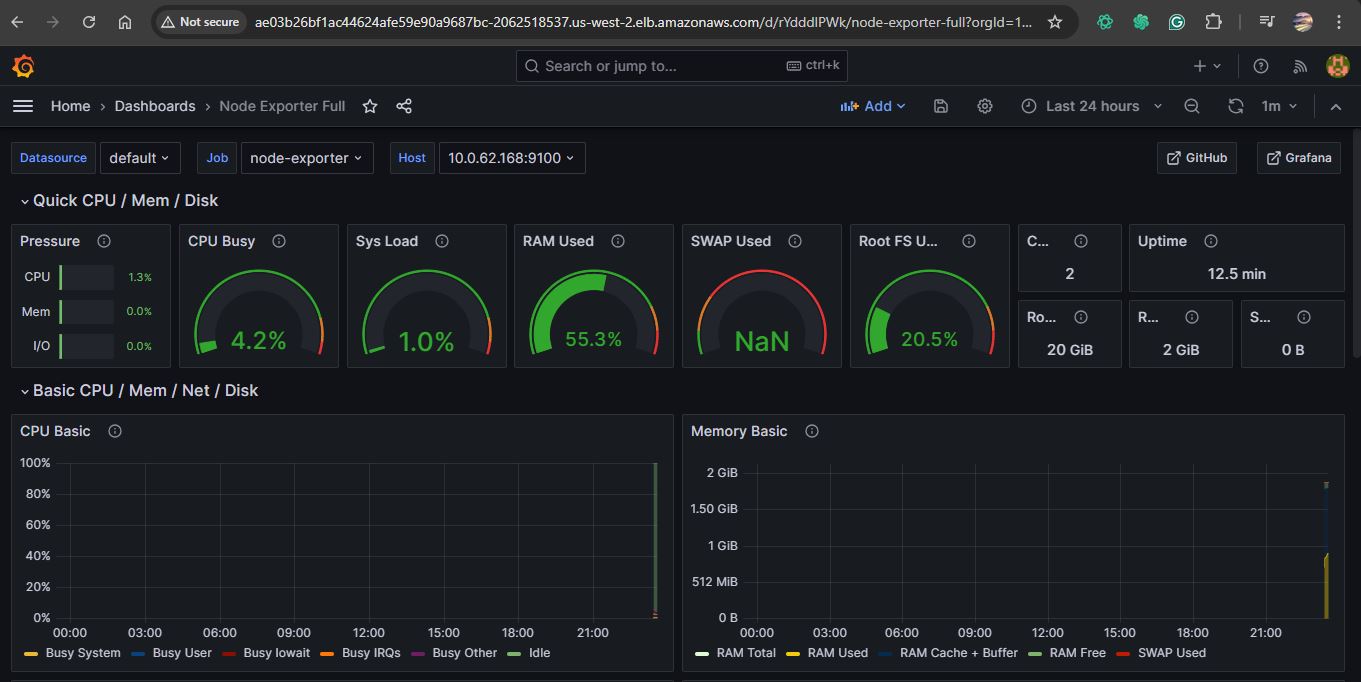 Not secure ae03b26bf1ac44624afe59e90a9687bc-2062518537.us-west-2.elb.amazonaws.com/d/rYdddlPWk/node-exporter-full?orgId=1...
Search or jump to... ctrl+k
Home › Dashboards › Node Exporter Full Add Last 24 hours 1m
Datasource default Job node-exporter Host 10.0.62.168:9100 GitHub Grafana
Quick CPU / Mem / Disk
Pressure
CPU 1.3%
Mem 0.0%
I/O 0.0%
CPU Busy
4.2%
Sys Load
1.0%
RAM Used
55.3%
SWAP Used
NaN
Root FS U...
20.5%
C...
2
Uptime
12.5 min
Ro...
20 GiB
R...
2 GiB
S...
0 B
Basic CPU / Mem / Net / Disk
CPU Basic
100%
80%
60%
40%
20%
0%
00:00 03:00 06:00 09:00 12:00 15:00 18:00 21:00
Busy System Busy User Busy Iowait Busy IRQs Busy Other Idle
Memory Basic
2 GiB
1.50 GiB
1 GiB
512 MiB
0 B
00:00 03:00 06:00 09:00 12:00 15:00 18:00 21:00
RAM Total RAM Used RAM Cache + Buffer RAM Free SWAP Used